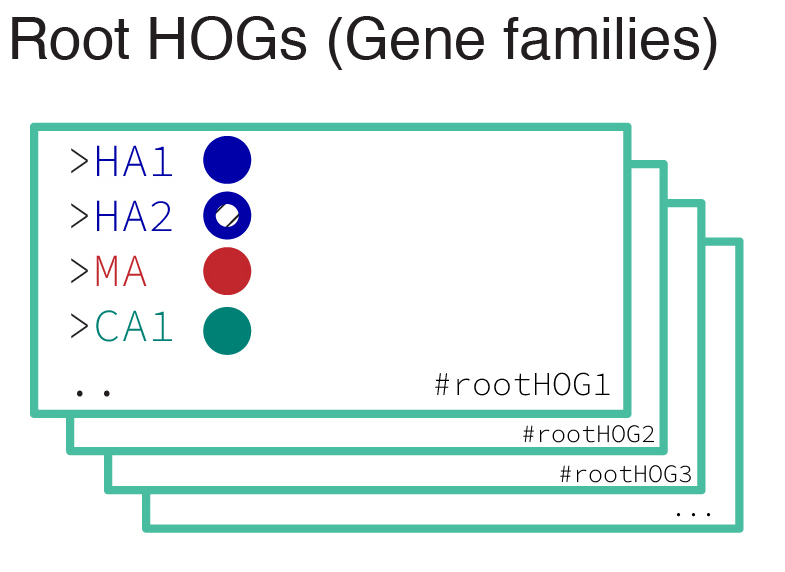 Root HOGs (Gene families)
>HA1
>HA2
>MA
>CA1
..
#rootHOG1
#rootHOG2
#rootHOG3
...